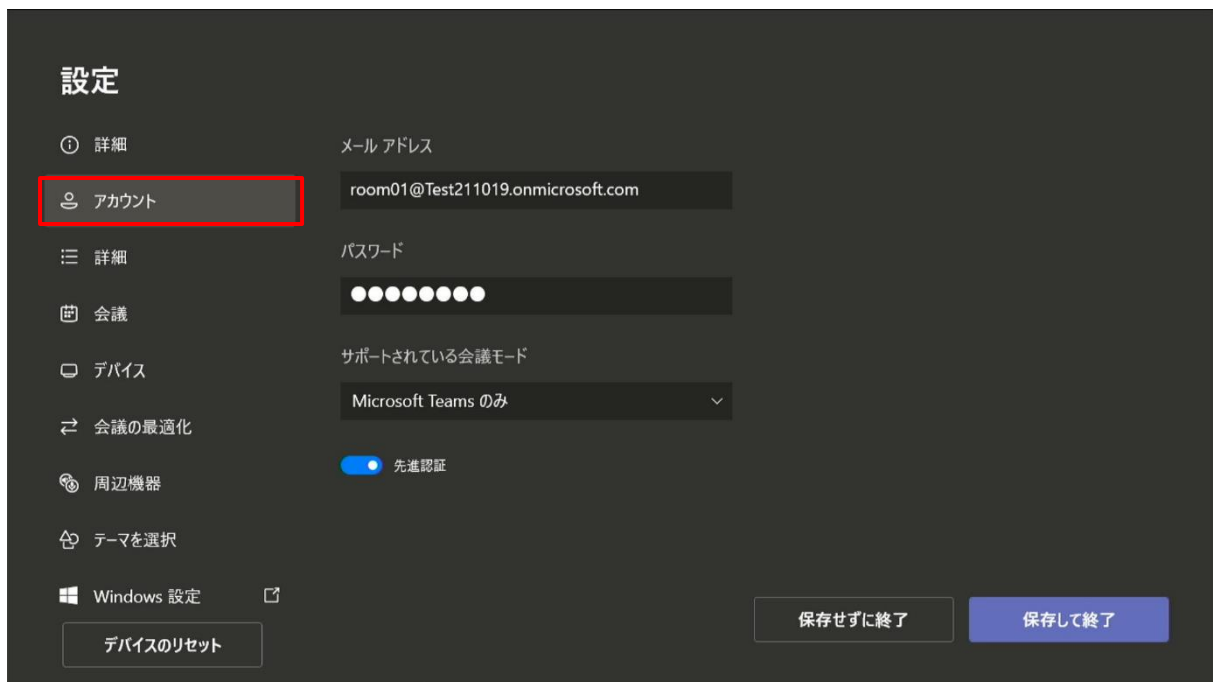 設定
詳細
アカウント
詳細
会議
デバイス
会議の最適化
周辺機器
テーマを選択
Windows 設定
デバイスのリセット
メール アドレス
room01@Test211019.onmicrosoft.com
パスワード
●●●●●●●●
サポートされている会議モード
Microsoft Teams のみ
先進認証
保存せずに終了
保存して終了